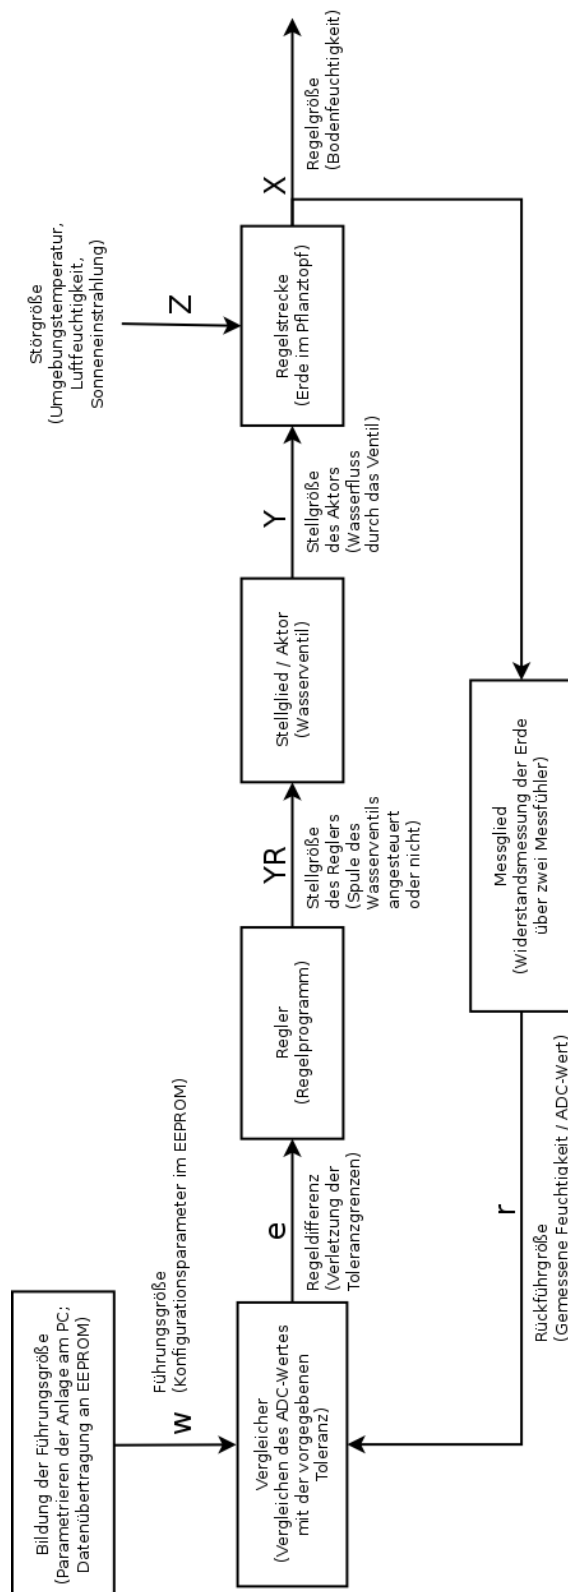 Bildung der Führungsgröße
(Parametrieren der Anlage am PC;
Datenübertragung an EEPROM)
w
Führungsgröße
(Konfigurationsparameter im EEPROM)
Vergleicher
(Vergleichen des ADC-Wertes
mit der vorgegebenen
Toleranz)
e
Regeldifferenz
(Verletzung der
Toleranzgrenzen)
Regler
(Regelprogramm)
YR
Stellgröße
des Reglers
(Spule des
Wasserventils
angesteuert
oder nicht)
Stellglied / Aktor
(Wasserventil)
Y
Stellgröße
des Aktors
(Wasserfluss
durch das Ventil)
Störgröße
(Umgebungstemperatur,
Luftfeuchtigkeit,
Sonneneinstrahlung)
Z
Regelstrecke
(Erde im Pflanztopf)
X
Regelgröße
(Bodenfeuchtigkeit)
Messglied
(Widerstandsmessung der Erde
über zwei Messfühler)
r
Rückführgröße
(Gemessene Feuchtigkeit / ADC-Wert)